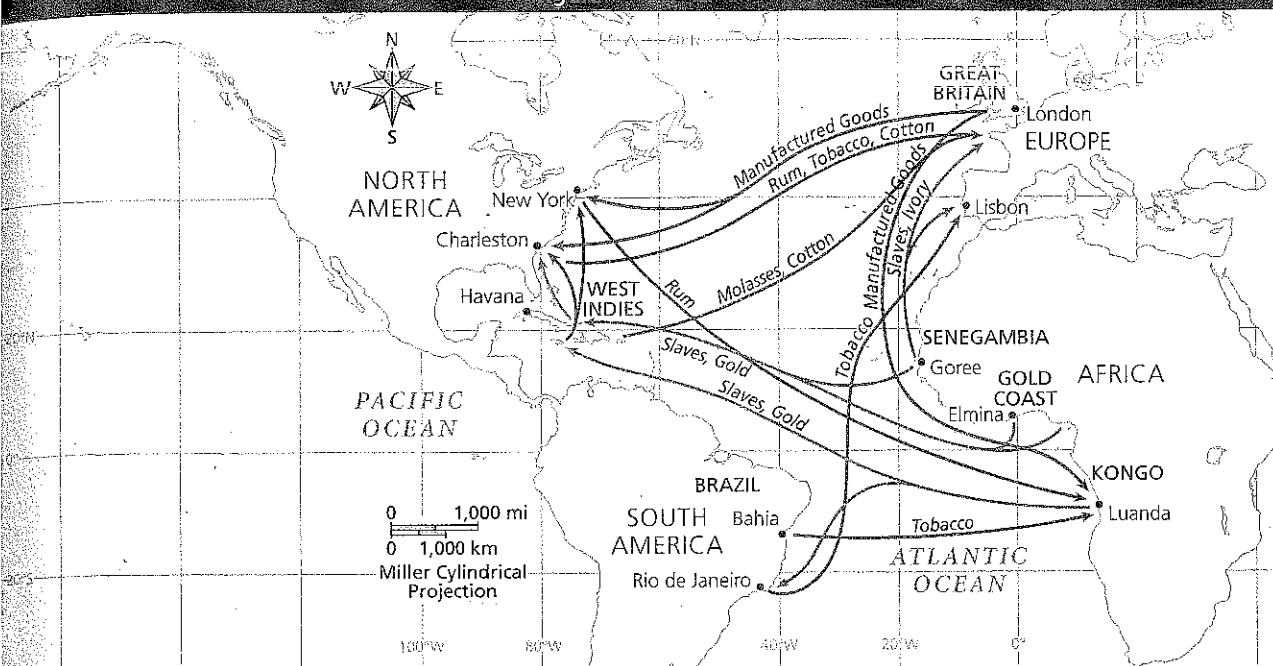 60°N
N
W
E
S
GREAT
BRITAIN
London
EUROPE
Manufactured Goods
Rum, Tobacco, Cotton
NORTH
AMERICA
New York
Lisbon
Charleston
Manufactured Goods
Slaves, Ivory
Molasses, Cotton
Havana
WEST
INDIES
Rum
Tobacco
SENEGAMBIA
Goree
Slaves, Gold
GOLD
COAST
AFRICA
Elmina
Slaves, Gold
PACIFIC
OCEAN
KONGO
BRAZIL
Luanda
0 1,000 mi
0 1,000 km
Miller Cylindrical
Projection
SOUTH
AMERICA
Bahia
Tobacco
ATLANTIC
OCEAN
Rio de Janeiro
100°W
80°W
40°W
20°W
0°